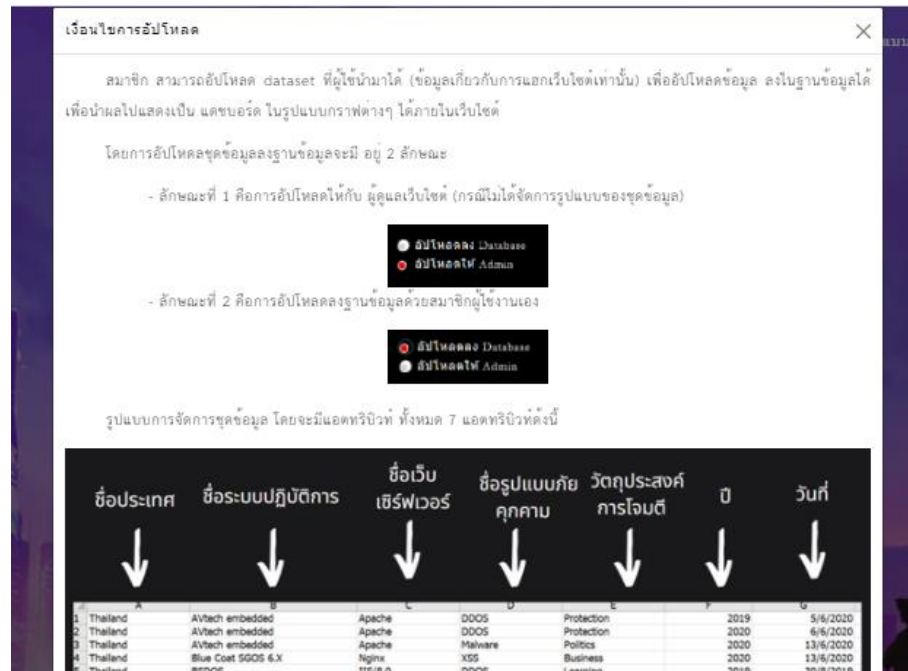 เงื่อนไขการอัปโหลด
สมาชิก สามารถอัปโหลด dataset ที่ผู้ใช้นำมาได้ (ข้อมูลเกี่ยวกับการแฮกเว็บไซต์เท่านั้น) เพื่ออัปโหลดข้อมูล ลงในฐานข้อมูลได้
เพื่อนำผลไปแสดงเป็น แดชบอร์ด ในรูปแบบกราฟต่างๆ ได้ภายในเว็บไซต์
โดยการอัปโหดลชุดข้อมูลลงฐานข้อมูลจะมี อยู่ 2 ลักษณะ
- ลักษณะที่ 1 คือการอัปโหลดให้กับ ผู้ดูแลเว็บไซต์ (กรณีไม่ได้จัดการรูปแบบของชุดข้อมูล)
อัปโหลดลง Database
อัปโหลดให้ Admin
- ลักษณะที่ 2 คือการอัปโหลดลงฐานข้อมูลด้วยสมาชิกผู้ใช้งานเอง
อัปโหลดลง Database
อัปโหลดให้ Admin
รูปแบบการจัดการชุดข้อมูล โดยจะมีแอตทริบิวท์ ทั้งหมด 7 แอตทริบิวท์ดังนี้
ชื่อประเทศ ชื่อระบบปฏิบัติการ ชื่อเว็บ ชื่อรูปแบบภัย วัตถุประสงค์ ปี วันที่
เซิร์ฟเวอร์ คุกคาม การโจมตี
A B C D E F G
1 Thailand AVtech embedded Apache DDOS Protection 2019 5/6/2020
2 Thailand AVtech embedded Apache DDOS Protection 2020 6/6/2020
3 Thailand AVtech embedded Apache Malware Politics 2020 13/6/2020
4 Thailand Blue Coat SGOS 6.X Nginx XSS Business 2020 13/6/2020